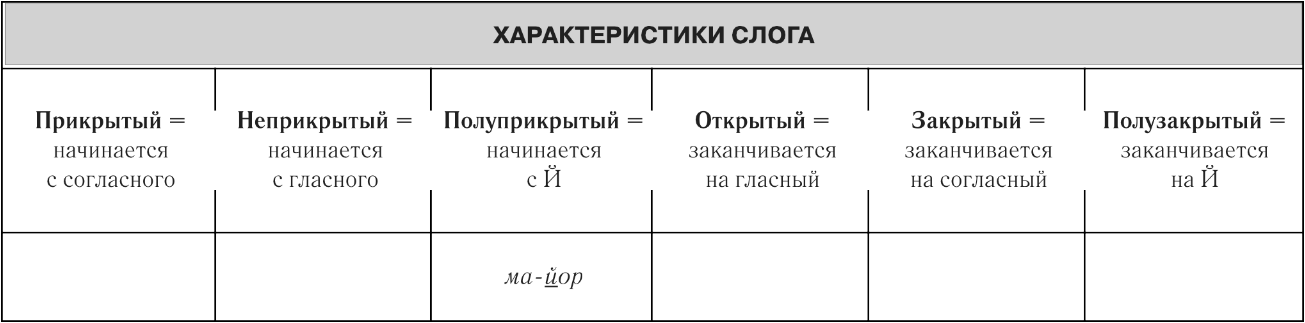 ХАРАКТЕРИСТИКИ СЛОГА
Прикрытый =
начинается
с согласного
Неприкрытый =
начинается
с гласного
Полуприкрытый =
начинается
с Й
Открытый =
заканчивается
на гласный
Закрытый =
заканчивается
на согласный
Полузакрытый =
заканчивается
на Й
ма-йор